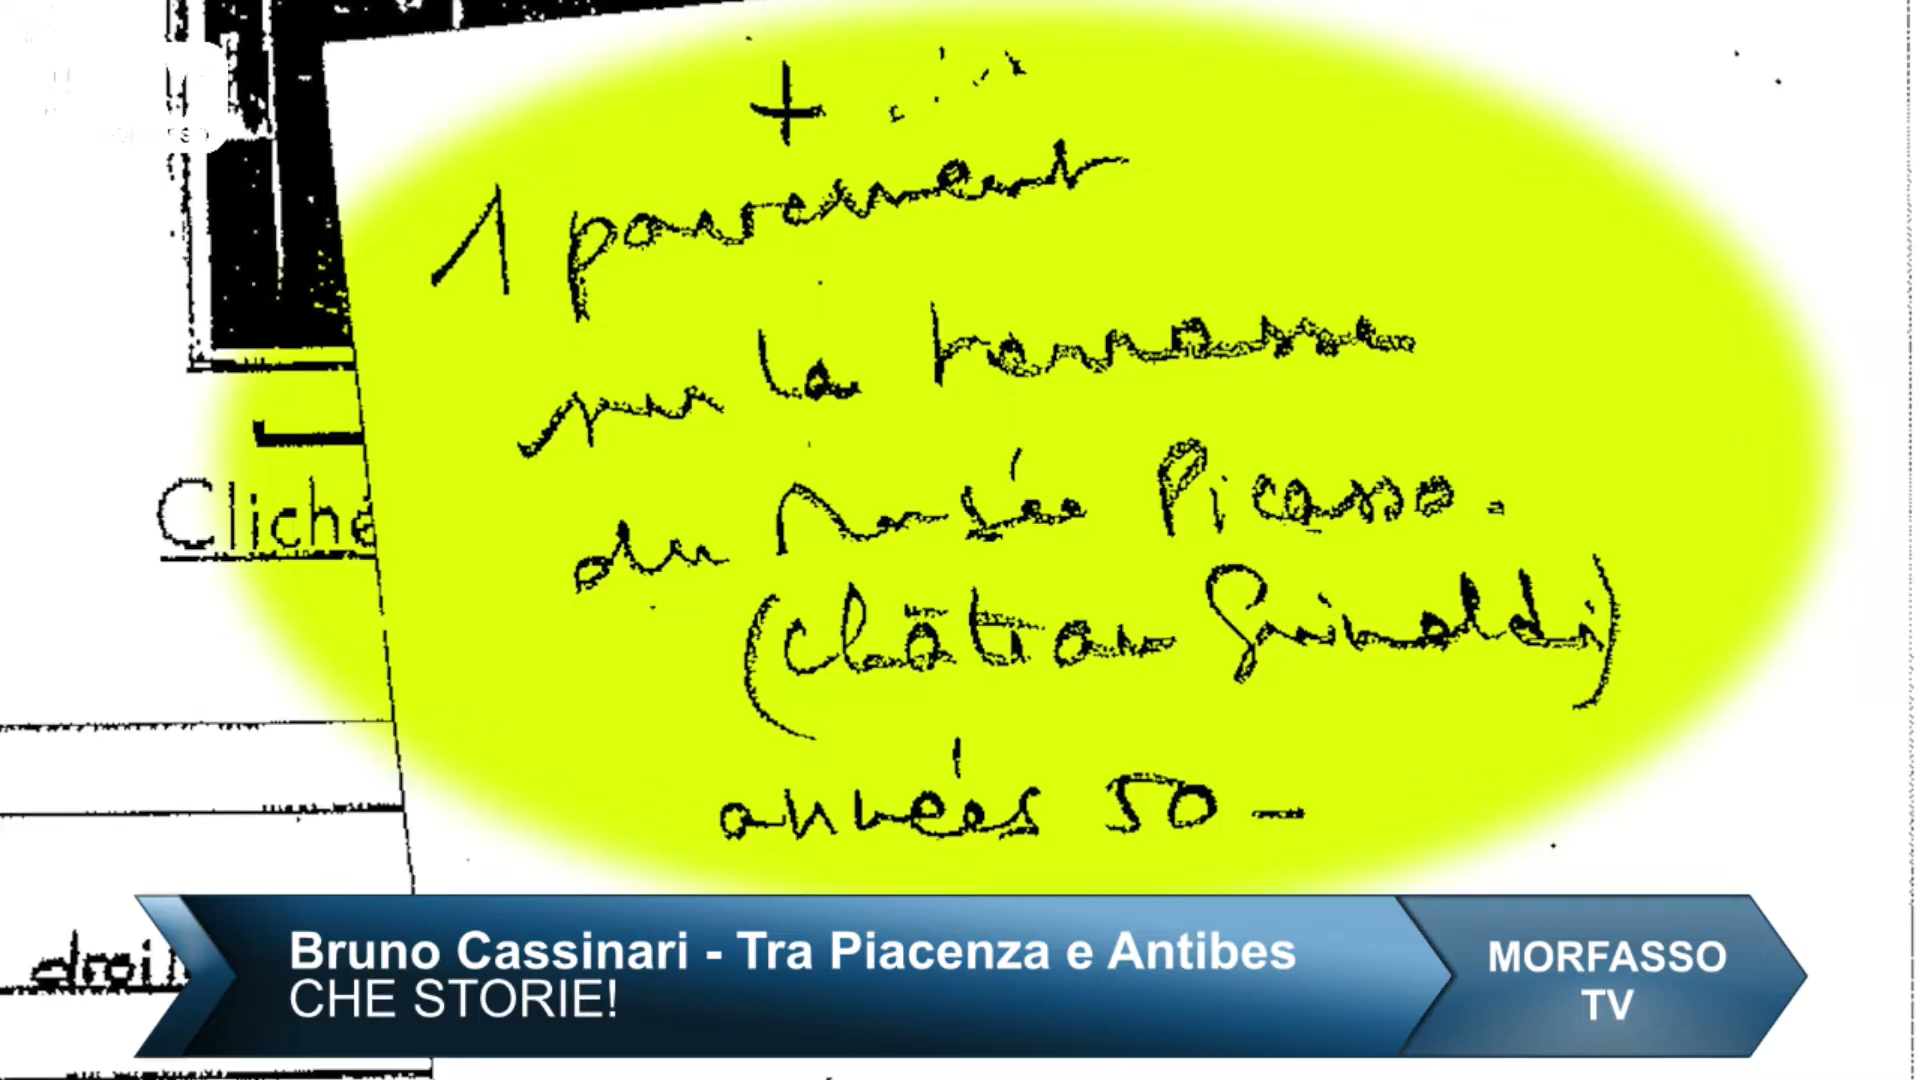 +
1 pavement
sur la terrasse
du Musée Picasso.
(Château Grimaldi)
années 50 -
Cliché
droi
Bruno Cassinari - Tra Piacenza e Antibes
CHE STORIE!
MORFASSO
TV